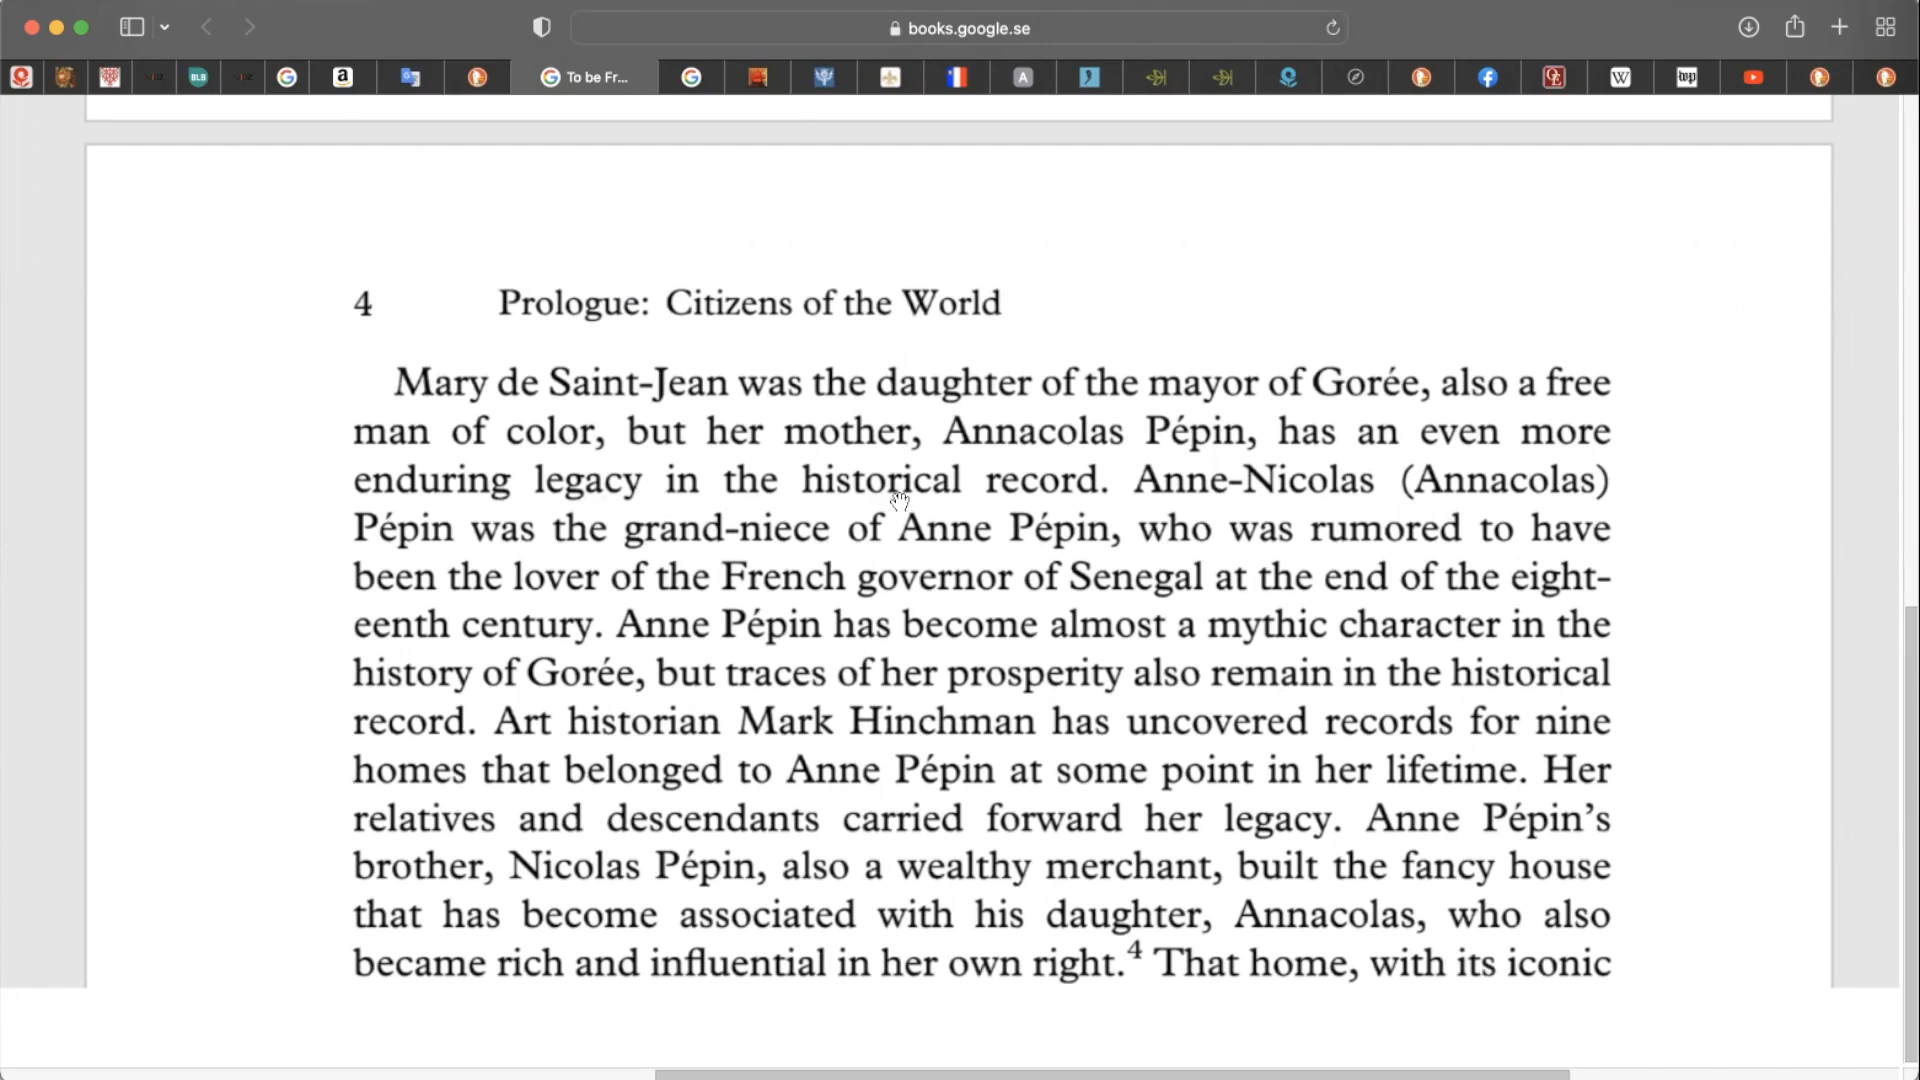 books.google.se
BLB
a
To be Fr...
A
W
wp
4 Prologue: Citizens of the World
Mary de Saint-Jean was the daughter of the mayor of Gorée, also a free
man of color, but her mother, Annacolas Pépin, has an even more
enduring legacy in the historical record. Anne-Nicolas (Annacolas)
Pépin was the grand-niece of Anne Pépin, who was rumored to have
been the lover of the French governor of Senegal at the end of the eight-
eenth century. Anne Pépin has become almost a mythic character in the
history of Gorée, but traces of her prosperity also remain in the historical
record. Art historian Mark Hinchman has uncovered records for nine
homes that belonged to Anne Pépin at some point in her lifetime. Her
relatives and descendants carried forward her legacy. Anne Pépin's
brother, Nicolas Pépin, also a wealthy merchant, built the fancy house
that has become associated with his daughter, Annacolas, who also
became rich and influential in her own right.4 That home, with its iconic